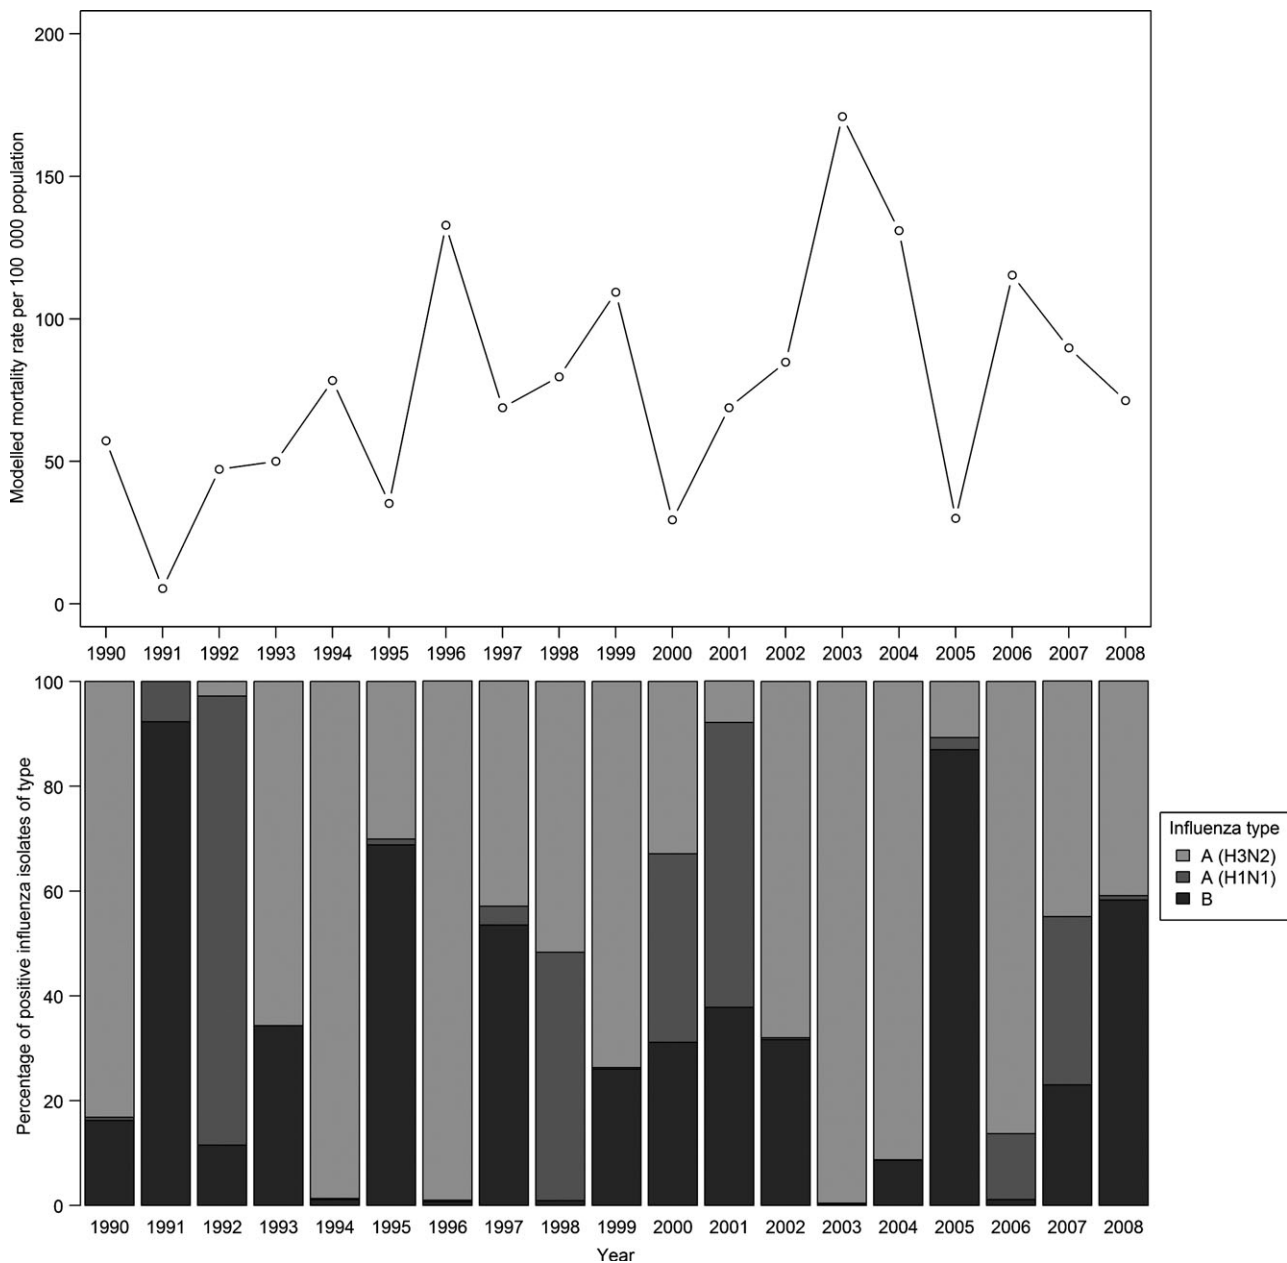 Modelled mortality rate per 100 000 population
200
150
100
50
0
1990 1991 1992 1993 1994 1995 1996 1997 1998 1999 2000 2001 2002 2003 2004 2005 2006 2007 2008
Percentage of positive influenza isolates of type
100
80
60
40
20
0
1990 1991 1992 1993 1994 1995 1996 1997 1998 1999 2000 2001 2002 2003 2004 2005 2006 2007 2008
Year
Influenza type
A (H3N2)
A (H1N1)
B